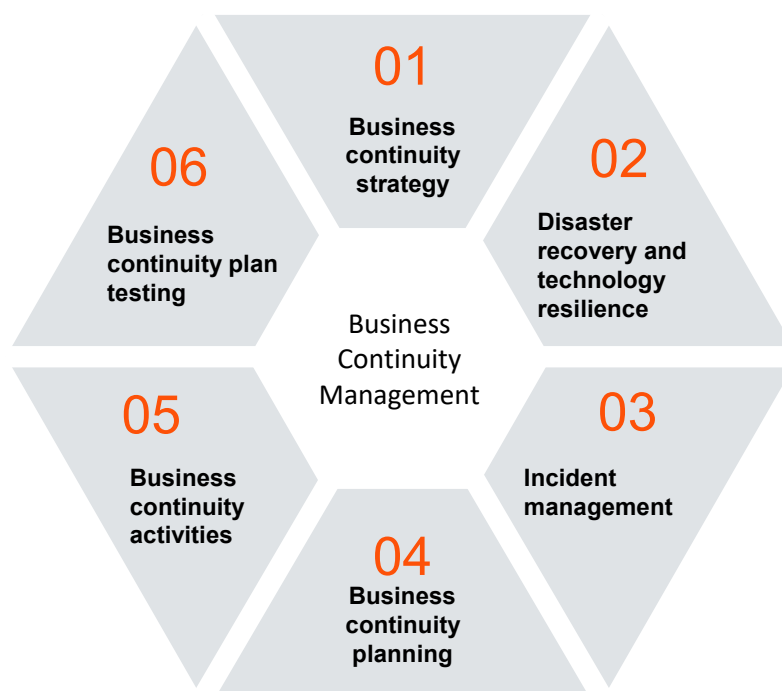 01
Business
continuity
strategy
02
Disaster
recovery and
technology
resilience
03
Incident
management
04
Business
continuity
planning
05
Business
continuity
activities
06
Business
continuity plan
testing
Business
Continuity
Management